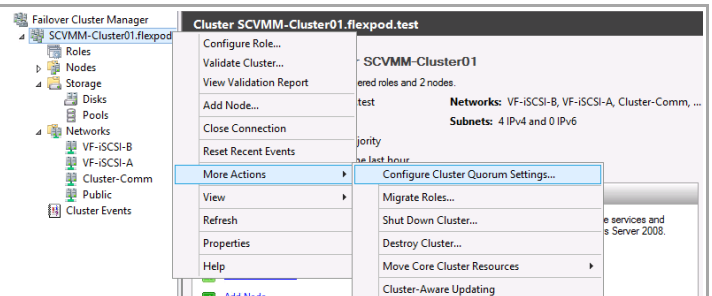 Failover Cluster Manager
SCVMM-Cluster01.flexpod
Roles
Nodes
Storage
Disks
Pools
Networks
VF-iSCSI-B
VF-iSCSI-A
Cluster-Comm
Public
Cluster Events
Cluster SCVMM-Cluster01.flexpod.test
SCVMM-Cluster01
ered roles and 2 nodes.
.test Networks: VF-iSCSI-B, VF-iSCSI-A, Cluster-Comm, ...
Subnets: 4 IPv4 and 0 IPv6
jority
he last hour
Configure Role...
Validate Cluster...
View Validation Report
Add Node...
Close Connection
Reset Recent Events
More Actions
View
Refresh
Properties
Help
Configure Cluster Quorum Settings...
Migrate Roles...
Shut Down Cluster...
Destroy Cluster...
Move Core Cluster Resources
Cluster-Aware Updating
e services and
s Server 2008.
Add Node